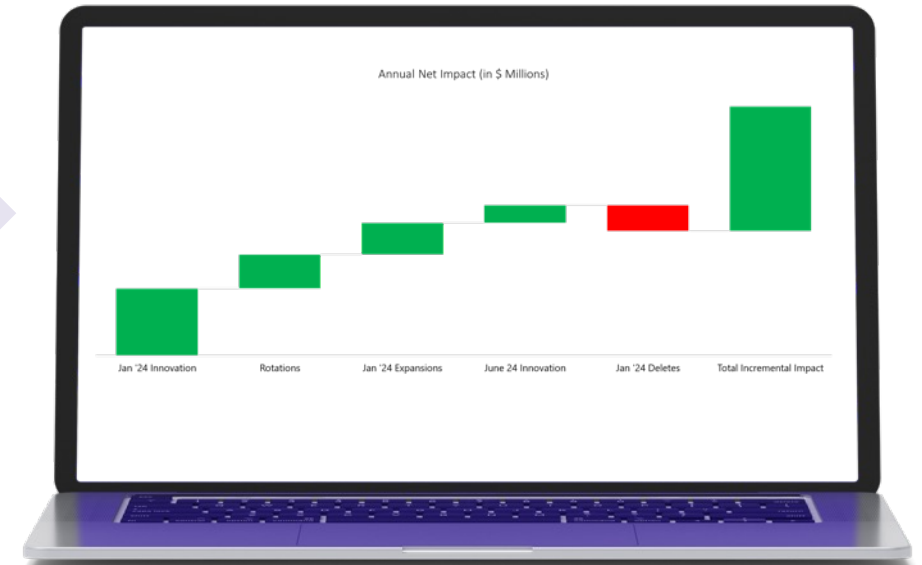 Annual Net Impact (in $ Millions)
Jan '24 Innovation Rotations Jan '24 Expansions June 24 Innovation Jan '24 Deletes Total Incremental Impact